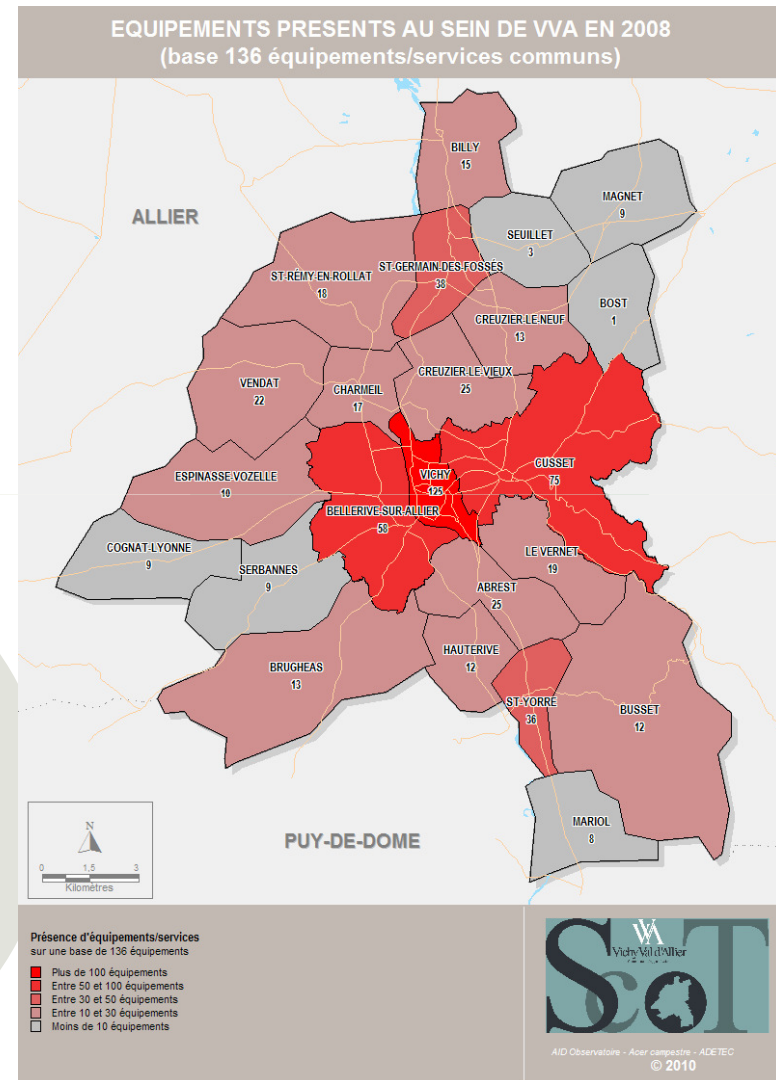 EQUIPEMENTS PRESENTS AU SEIN DE VVA EN 2008
(base 136 équipements/services communs)
BILLY
15
MAGNET
9
ALLIER
SEUILLET
3
ST-GERMAIN-DES-FOSSÉS
38
ST-RÉMY-EN-ROLLAT
18
BOST
1
CREUZIER-LE-NEUF
13
CREUZIER-LE-VIEUX
25
VENDAT
22
CHARMEIL
17
CUSSET
75
VICHY
125
ESPINASSE-VOZELLE
10
BELLERIVE-SUR-ALLIER
58
COGNAT-LYONNE
9
LE VERNET
19
SERBANNES
9
ABREST
25
HAUTERIVE
12
BRUGHEAS
13
ST-YORRE
36
BUSSET
12
MARIOL
8
PUY-DE-DOME
N
0 1,5 3
Kilomètres
Présence d'équipements/services
sur une base de 136 équipements
Plus de 100 équipements
Entre 50 et 100 équipements
Entre 30 et 50 équipements
Entre 10 et 30 équipements
Moins de 10 équipements
VVA
Vichy Val d'Allier
SCoT
AID Observatoire - Acer campestre - ADETEC
© 2010